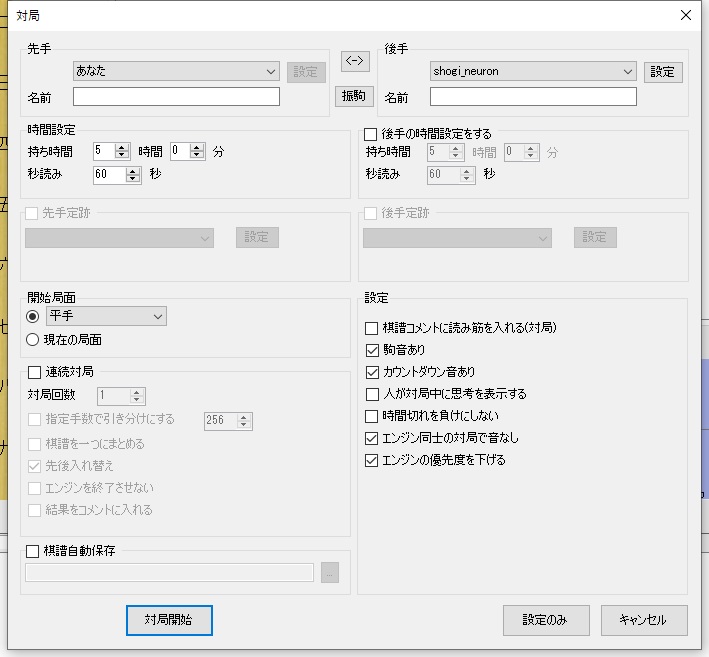 対局
先手
あなた
設定
名前
<->
振駒
後手
shogi_neuron
設定
名前
時間設定
持ち時間 5 時間 0 分
秒読み 60 秒
後手の時間設定をする
持ち時間 5 時間 0 分
秒読み 60 秒
先手定跡
設定
後手定跡
設定
開始局面
平手
現在の局面
連続対局
対局回数 1
指定手数で引き分けにする 256
棋譜を一つにまとめる
先後入れ替え
エンジンを終了させない
結果をコメントに入れる
棋譜自動保存
...
設定
棋譜コメントに読み筋を入れる(対局)
駒音あり
カウントダウン音あり
人が対局中に思考を表示する
時間切れを負けにしない
エンジン同士の対局で音なし
エンジンの優先度を下げる
対局開始
設定のみ
キャンセル